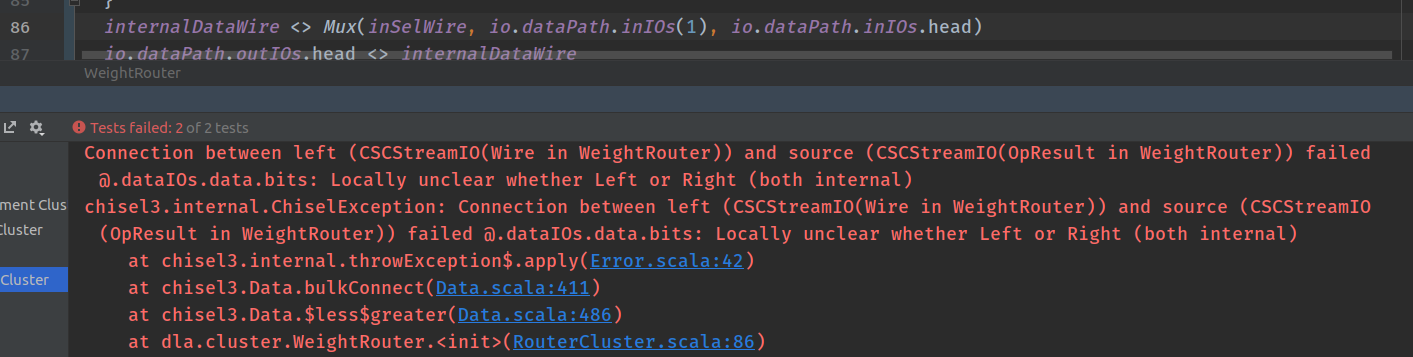 85 }
86 internalDataWire <> Mux(inSelWire, io.dataPath.inIOs(1), io.dataPath.inIOs.head)
87 io.dataPath.outIOs.head <> internalDataWire
WeightRouter
Tests failed: 2 of 2 tests
Connection between left (CSCStreamIO(Wire in WeightRouter)) and source (CSCStreamIO(OpResult in WeightRouter)) failed
@.dataIOs.data.bits: Locally unclear whether Left or Right (both internal)
ment Clus
chisel3.internal.ChiselException: Connection between left (CSCStreamIO(Wire in WeightRouter)) and source (CSCStreamIO
Cluster
(OpResult in WeightRouter)) failed @.dataIOs.data.bits: Locally unclear whether Left or Right (both internal)
at chisel3.internal.throwException$.apply(Error.scala:42)
Cluster
at chisel3.Data.bulkConnect(Data.scala:411)
at chisel3.Data.$less$greater(Data.scala:486)
at dla.cluster.WeightRouter.<init>(RouterCluster.scala:86)